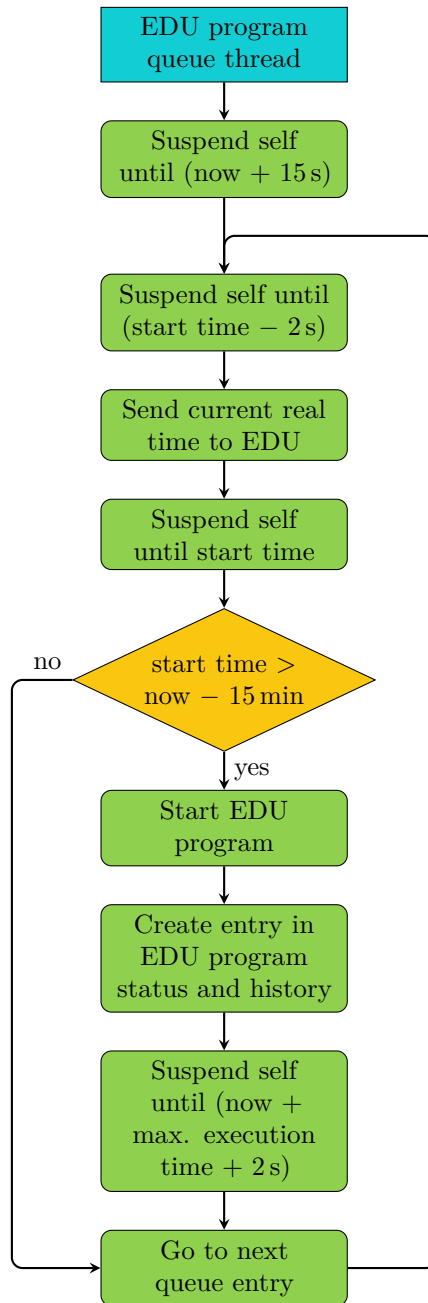 EDU program
queue thread
Suspend self
until (now + 15 s)
Suspend self until
(start time − 2 s)
Send current real
time to EDU
Suspend self
until start time
no
start time >
now − 15 min
yes
Start EDU
program
Create entry in
EDU program
status and history
Suspend self
until (now +
max. execution
time + 2 s)
Go to next
queue entry